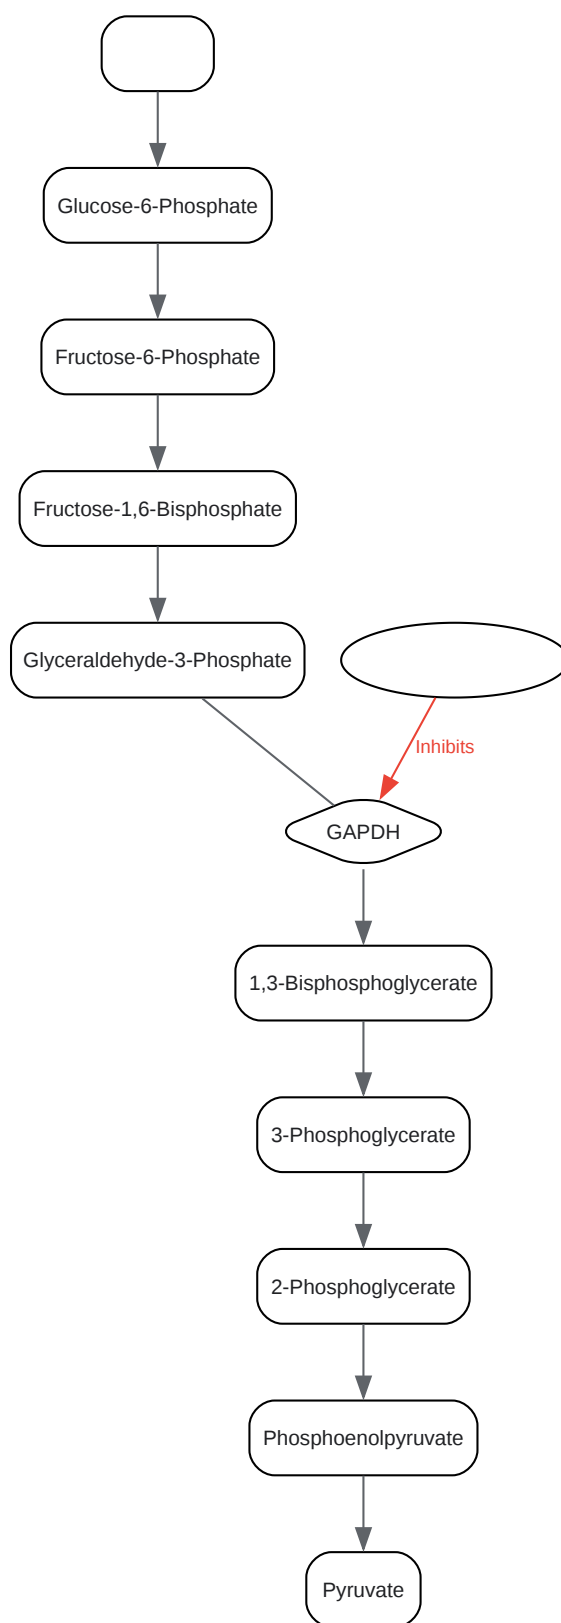 Glucose-6-Phosphate
Fructose-6-Phosphate
Fructose-1,6-Bisphosphate
Glyceraldehyde-3-Phosphate
Inhibits
GAPDH
1,3-Bisphosphoglycerate
3-Phosphoglycerate
2-Phosphoglycerate
Phosphoenolpyruvate
Pyruvate